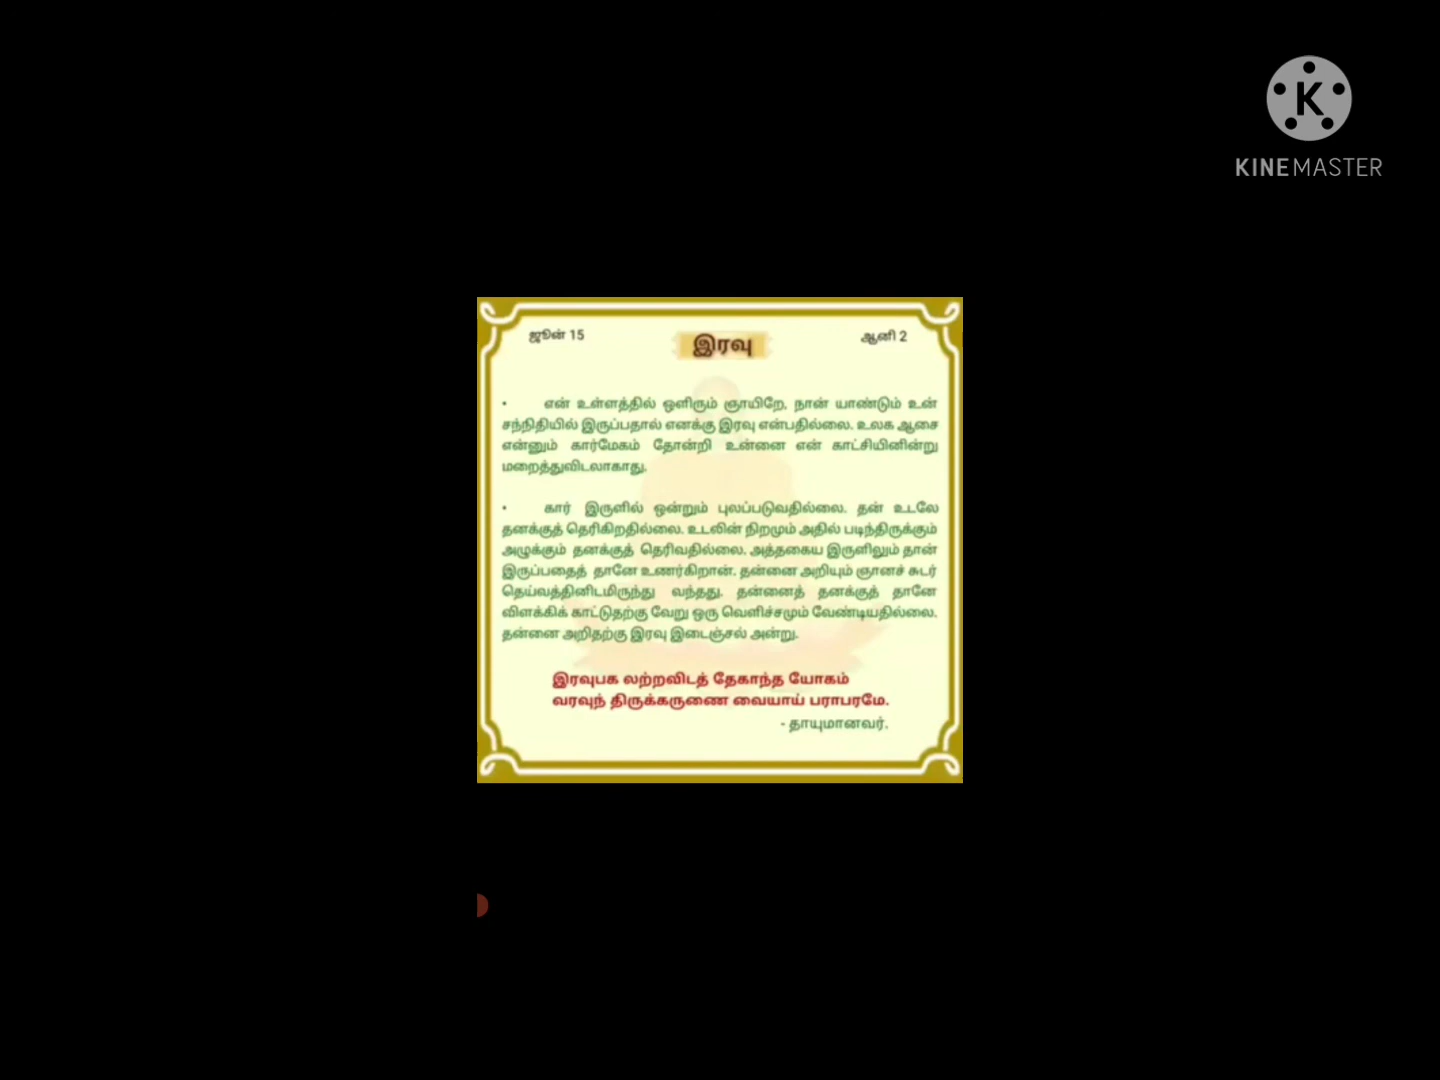 KINEMASTER
ஜூன் 15
இரவு
ஆனி 2
• என் உள்ளத்தில் ஒளிரும் ஞாயிறே, நான் யாண்டும் உன்
சந்நிதியில் இருப்பதால் எனக்கு இரவு என்பதில்லை. உலக ஆசை
என்னும் கார்மேகம் தோன்றி உன்னை என் காட்சியினின்று
மறைத்துவிடலாகாது.
• கார் இருளில் ஒன்றும் புலப்படுவதில்லை. தன் உடலே
தனக்குத் தெரிகிறதில்லை. உடலின் நிறமும் அதில் படிந்திருக்கும்
அழுக்கும் தனக்குத் தெரிவதில்லை. அத்தகைய இருளிலும் தான்
இருப்பதைத் தானே உணர்கிறான். தன்னை அறியும் ஞானச் சுடர்
தெய்வத்தினிடமிருந்து வந்தது. தன்னைத் தனக்குத் தானே
விளக்கிக் காட்டுதற்கு வேறு ஒரு வெளிச்சமும் வேண்டியதில்லை.
தன்னை அறிதற்கு இரவு இடைஞ்சல் அன்று.
இரவுபக லற்றவிடத் தேகாந்த யோகம்
வரவுந் திருக்கருணை வையாய் பராபரமே.
- தாயுமானவர்.